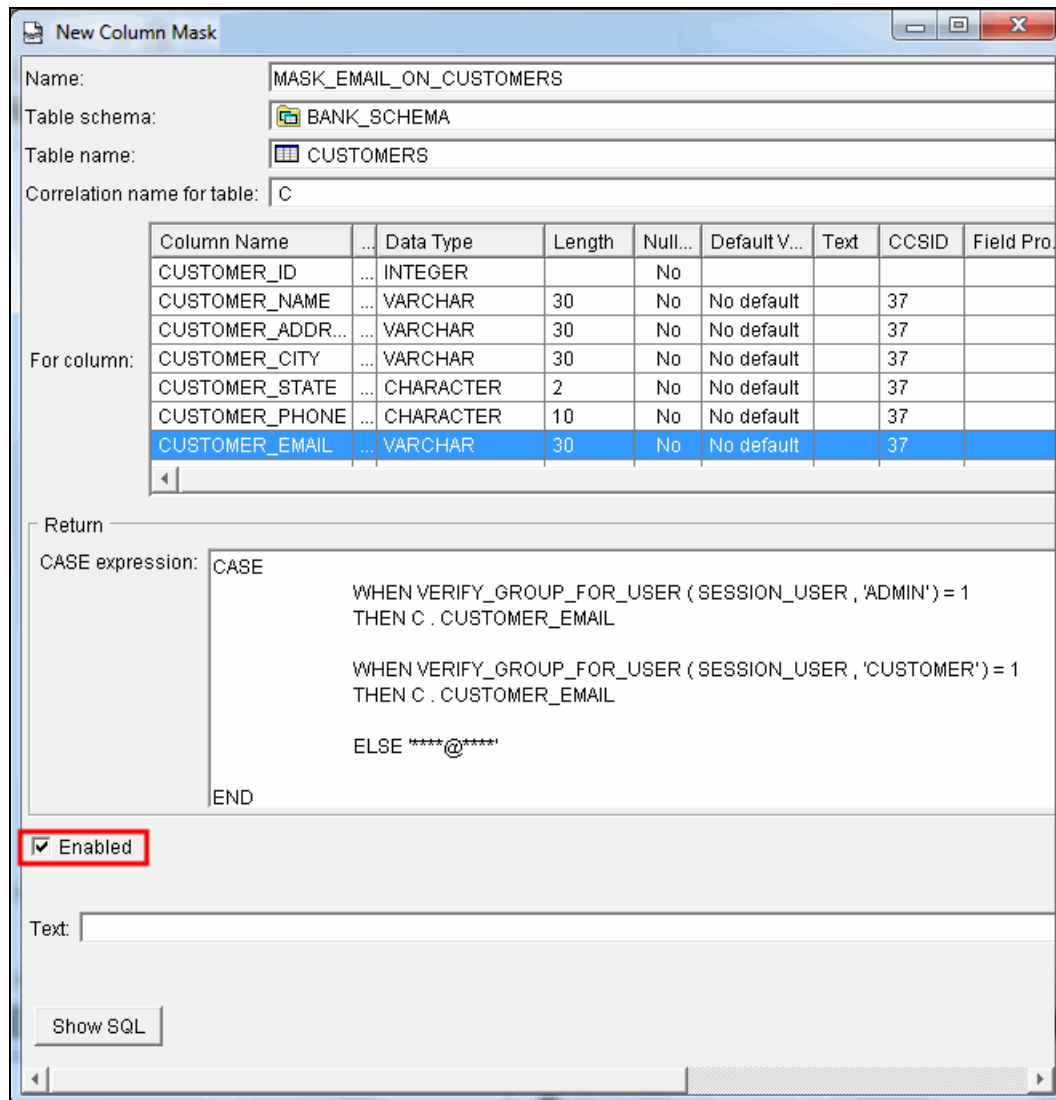 New Column Mask
Name: MASK_EMAIL_ON_CUSTOMERS
Table schema: BANK_SCHEMA
Table name: CUSTOMERS
Correlation name for table: C
For column:
Column Name ... Data Type Length Null... Default V... Text CCSID Field Pro.
CUSTOMER_ID ... INTEGER No
CUSTOMER_NAME ... VARCHAR 30 No No default 37
CUSTOMER_ADDR... ... VARCHAR 30 No No default 37
CUSTOMER_CITY ... VARCHAR 30 No No default 37
CUSTOMER_STATE ... CHARACTER 2 No No default 37
CUSTOMER_PHONE ... CHARACTER 10 No No default 37
CUSTOMER_EMAIL ... VARCHAR 30 No No default 37
Return
CASE expression: CASE
WHEN VERIFY_GROUP_FOR_USER ( SESSION_USER , 'ADMIN' ) = 1
THEN C . CUSTOMER_EMAIL
WHEN VERIFY_GROUP_FOR_USER ( SESSION_USER , 'CUSTOMER' ) = 1
THEN C . CUSTOMER_EMAIL
ELSE '****@****'
END
Enabled
Text:
Show SQL